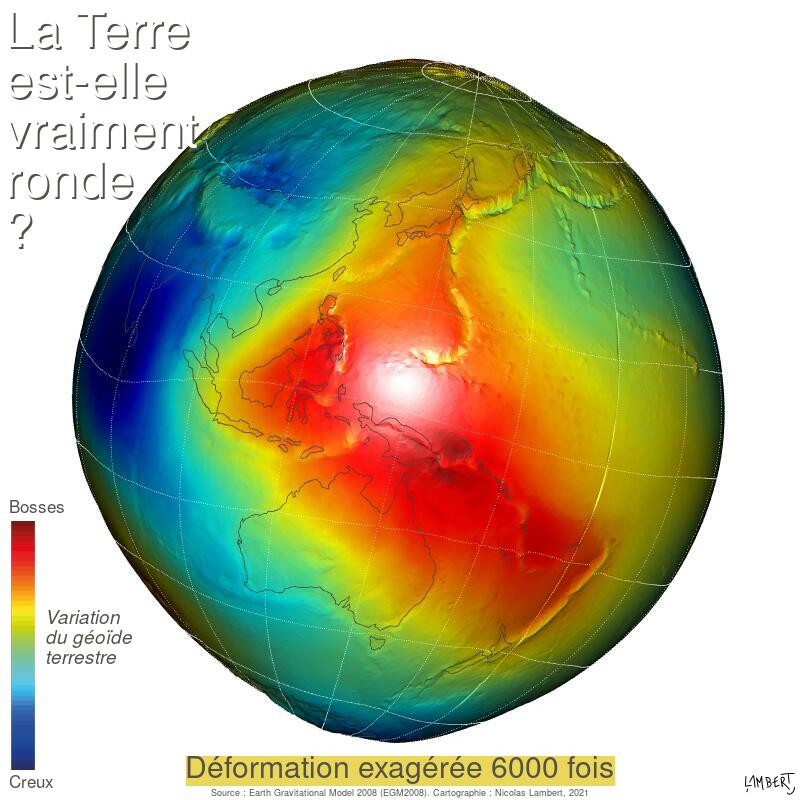 La Terre
est-elle
vraiment
ronde
?
Bosses
Variation
du géoïde
terrestre
Creux
Déformation exagérée 6000 fois
Source : Earth Gravitational Model 2008 (EGM2008). Cartographie : Nicolas Lambert, 2021
LAMBERT